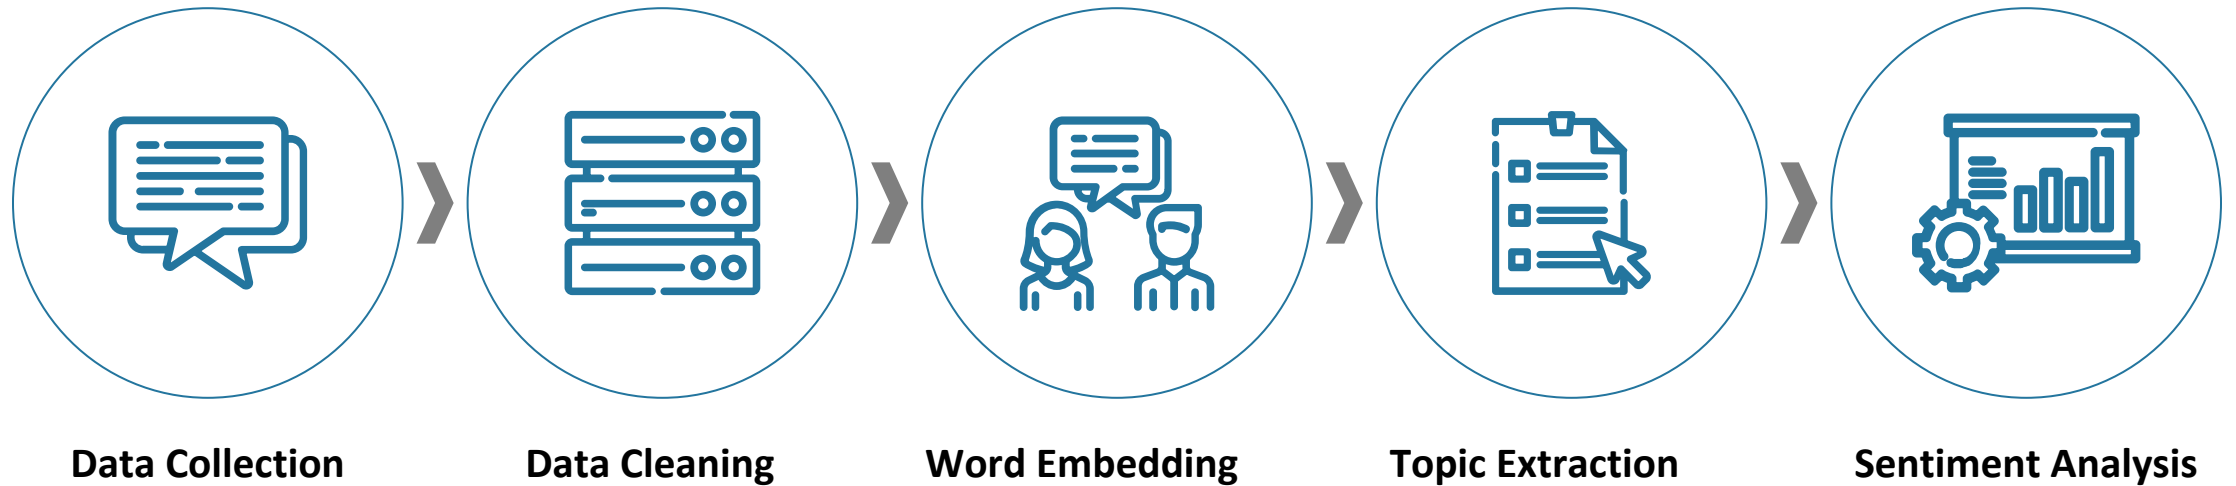 Data Collection
Data Cleaning
Word Embedding
Topic Extraction
Sentiment Analysis